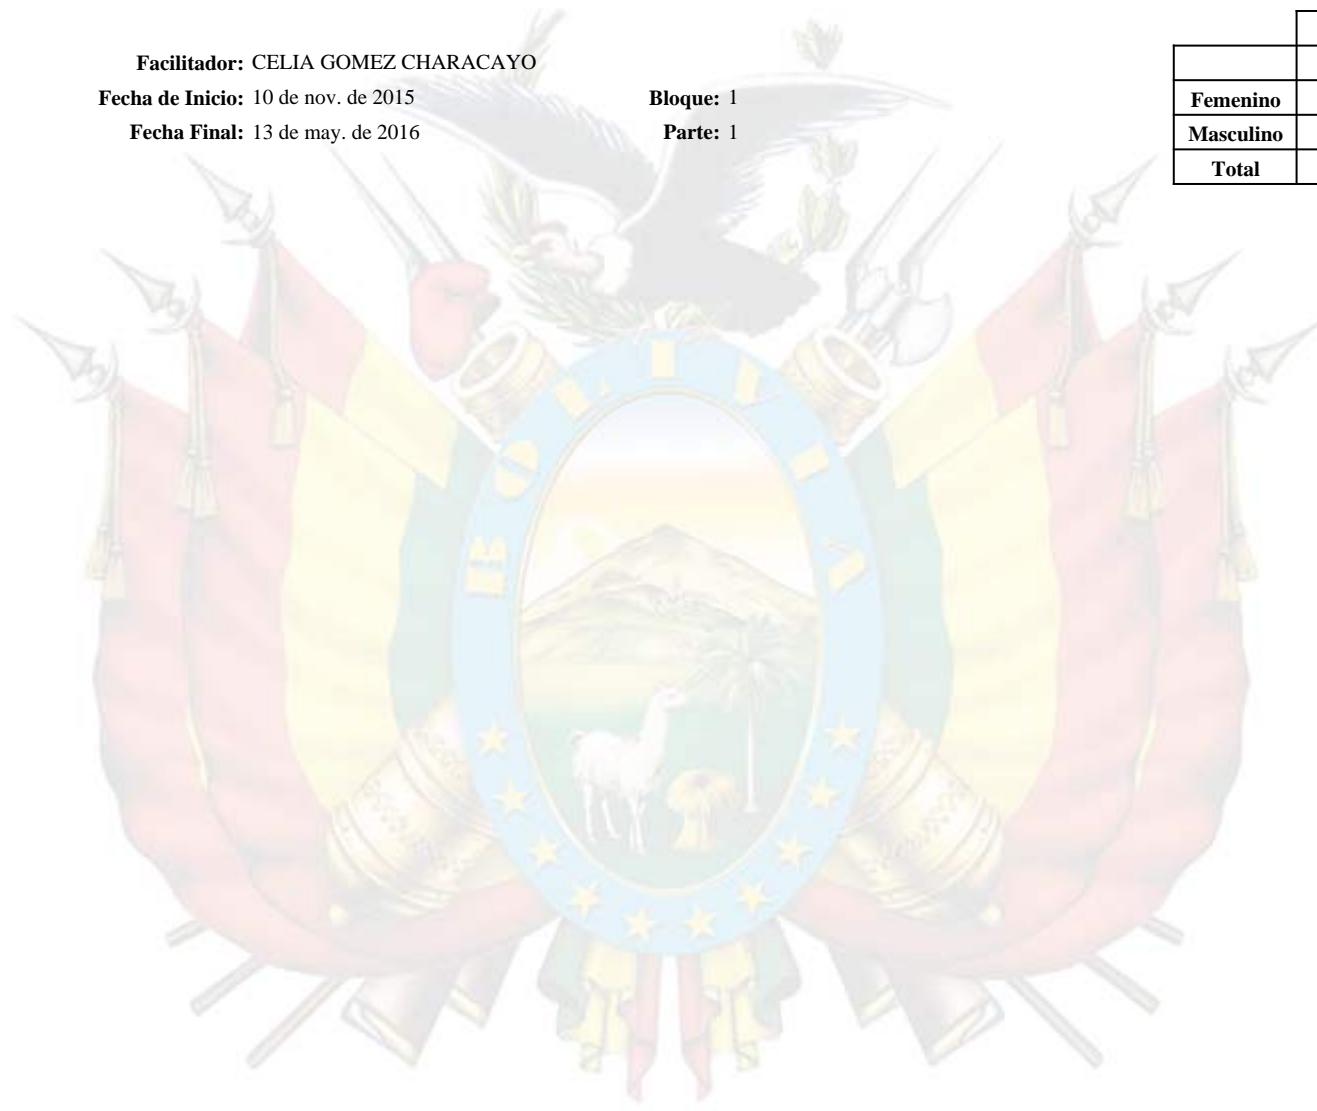 Facilitador: CELIA GOMEZ CHARACAYO
Fecha de Inicio: 10 de nov. de 2015 Bloque: 1
Fecha Final: 13 de may. de 2016 Parte: 1
Femenino
Masculino
Total
BOLIVIA